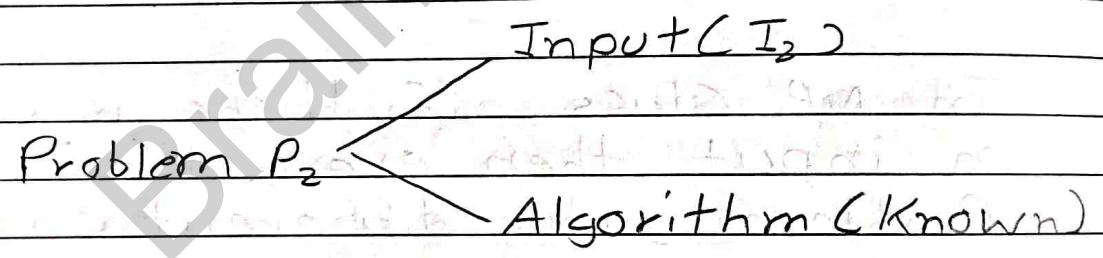 Input (I₂)
Problem P₂
Algorithm (Known)